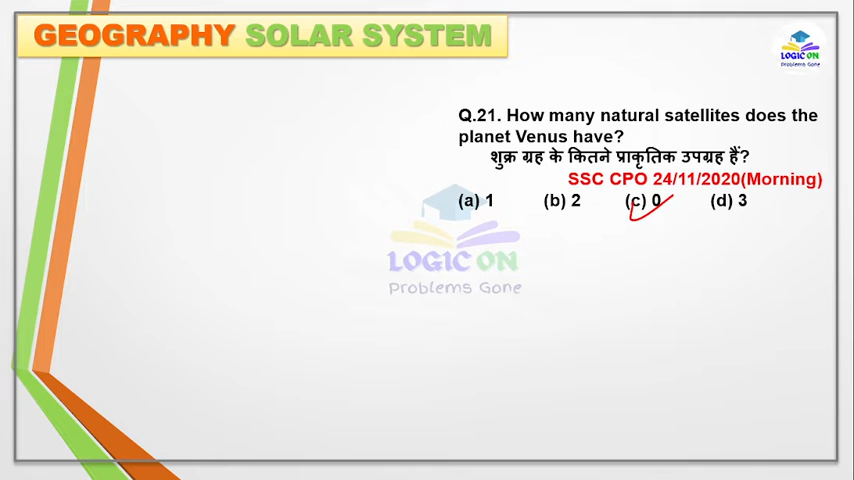 GEOGRAPHY SOLAR SYSTEM
LOGIC ON
Problems Gone
Q.21. How many natural satellites does the
planet Venus have?
शुक्र ग्रह के कितने प्राकृतिक उपग्रह हैं?
SSC CPO 24/11/2020(Morning)
(a) 1 (b) 2 (c) 0 (d) 3
LOGIC ON
Problems Gone